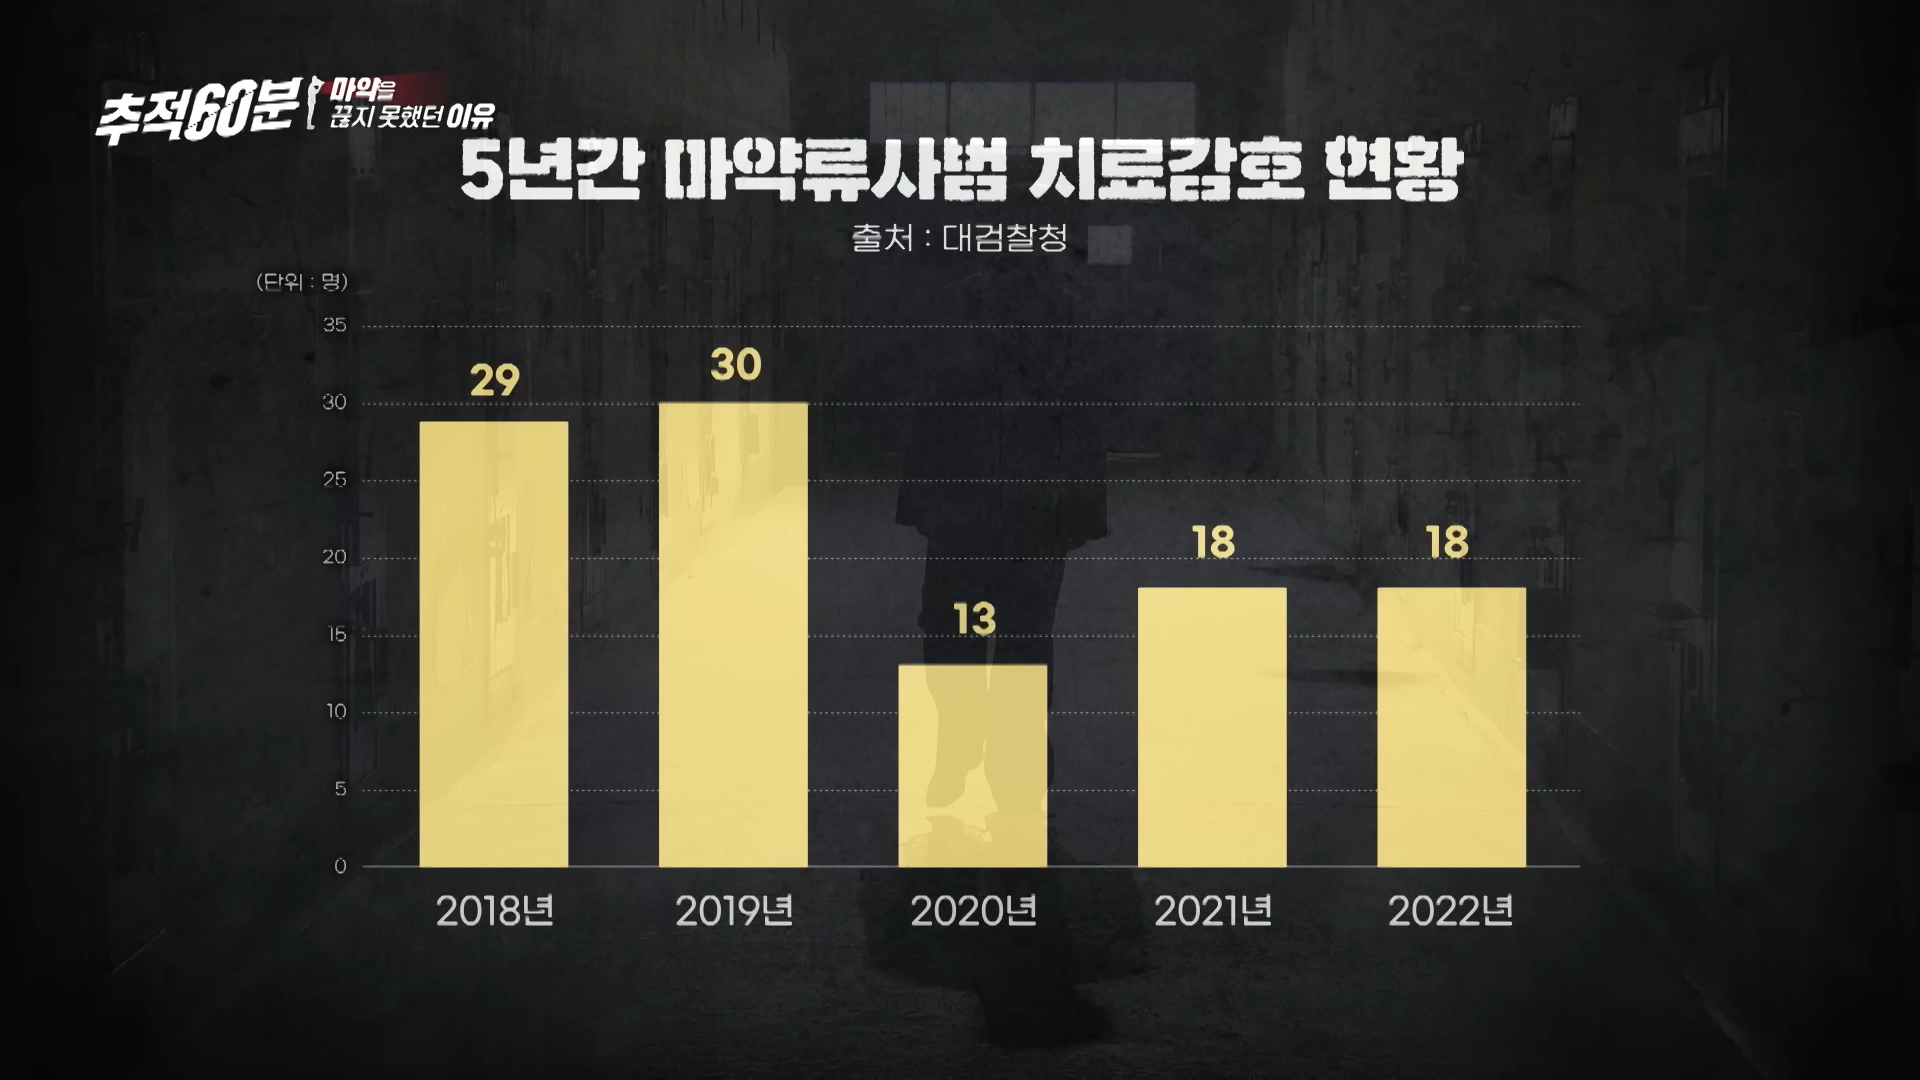 추적60분
마약을
끊지 못했던 이유
5년간 마약류사범 치료감호 현황
출처 : 대검찰청
(단위 : 명)
35
30
25
20
15
10
5
0
29
30
13
18
18
2018년
2019년
2020년
2021년
2022년